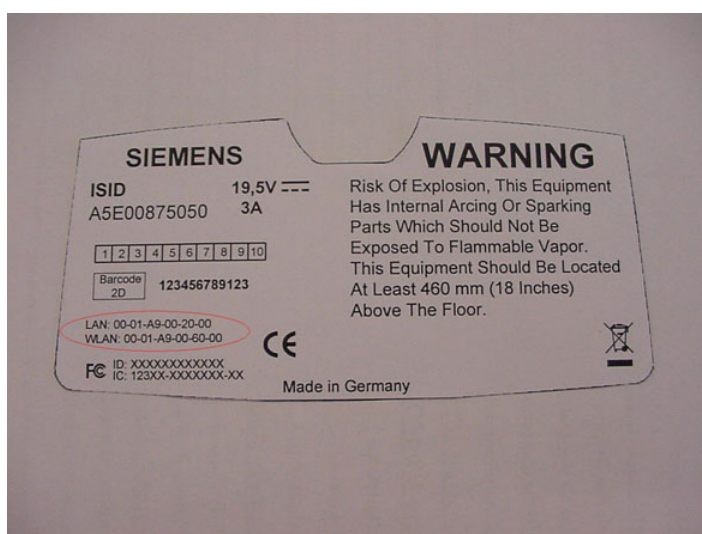 SIEMENS
ISID 19,5V
A5E00875050 3A
1 2 3 4 5 6 7 8 9 10
Barcode
2D
123456789123
LAN: 00-01-A9-00-20-00
WLAN: 00-01-A9-00-60-00
CE
FC ID: XXXXXXXXXXXX
IC: 123XX-XXXXXXX-XX
Made in Germany
WARNING
Risk Of Explosion, This Equipment
Has Internal Arcing Or Sparking
Parts Which Should Not Be
Exposed To Flammable Vapor.
This Equipment Should Be Located
At Least 460 mm (18 Inches)
Above The Floor.